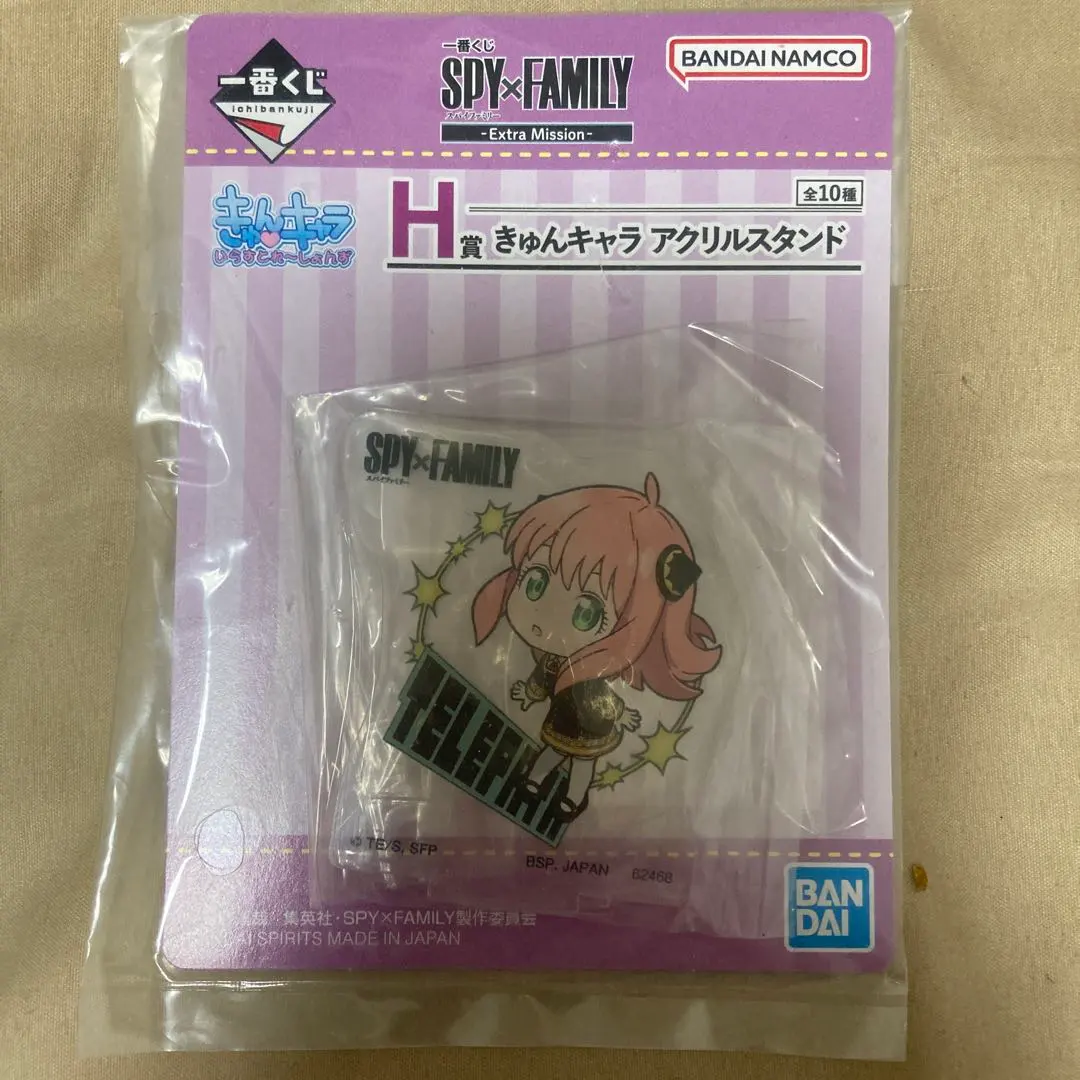 一番くじ
ichibankuji
一番くじ
SPY×FAMILY
スパイファミリー
-Extra Mission-
BANDAI NAMCO
きゅんキャラ
いらすとれ〜しょんず
H賞 きゅんキャラ アクリルスタンド
全10種
SPY×FAMILY
スパイファミリー
TELEPATH
© TE/S, SFP
BSP, JAPAN 62468
集英社・SPY×FAMILY製作委員会
DAI SPIRITS MADE IN JAPAN
BAN
DAI